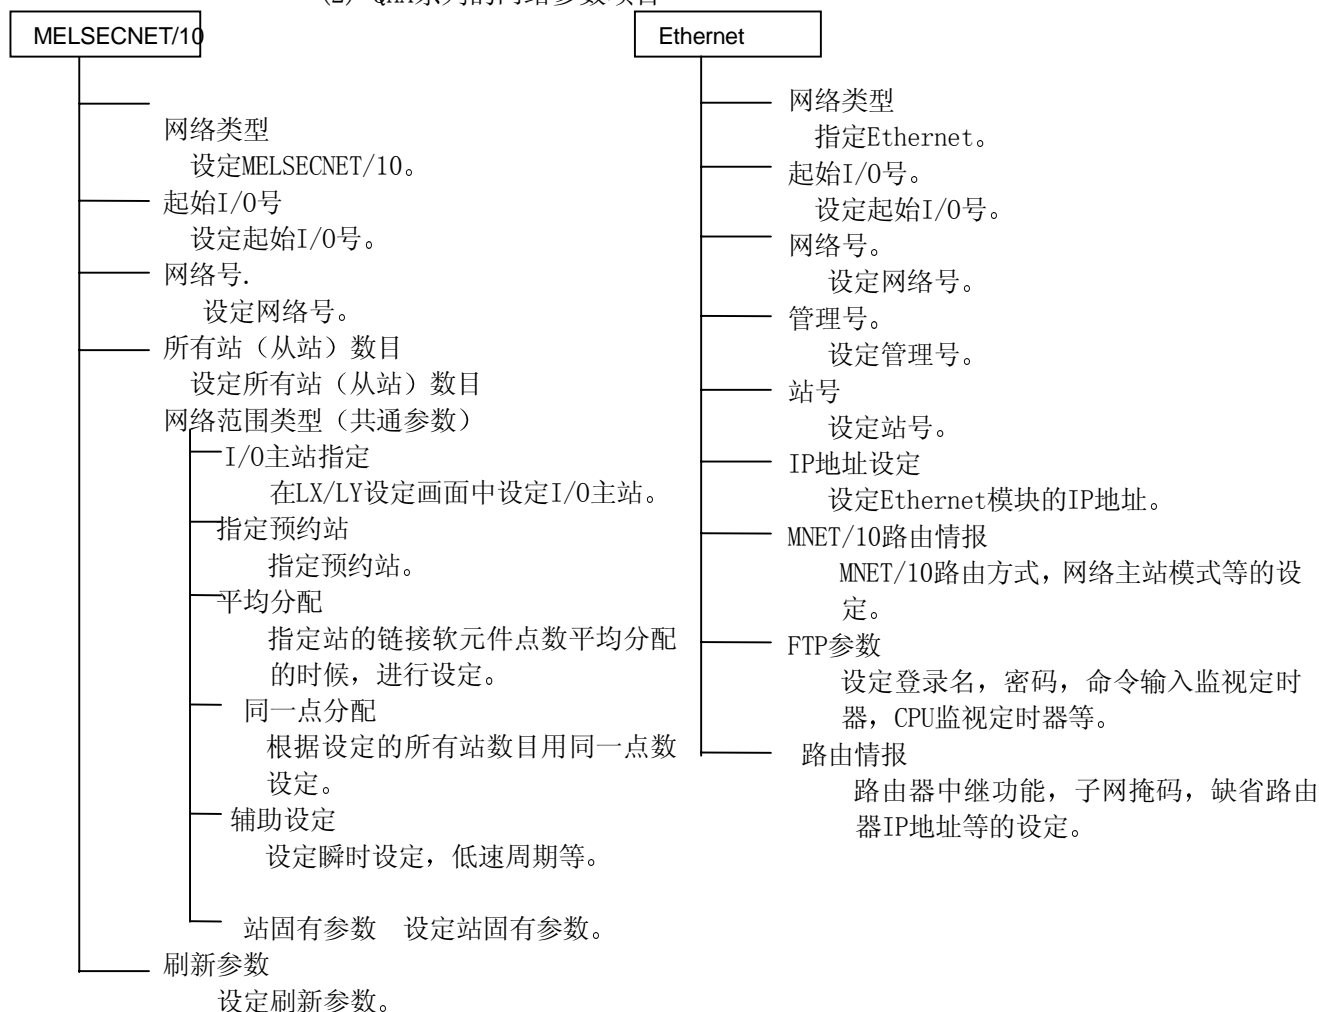 MELSECNET/10
网络类型
设定MELSECNET/10。
起始I/O号
设定起始I/O号。
网络号.
设定网络号。
所有站（从站）数目
设定所有站（从站）数目
网络范围类型（共通参数）
I/O主站指定
在LX/LY设定画面中设定I/O主站。
指定预约站
指定预约站。
平均分配
指定站的链接软元件点数平均分配
的时候，进行设定。
同一点分配
根据设定的所有站数目用同一点数
设定。
辅助设定
设定瞬时设定，低速周期等。
站固有参数 设定站固有参数。
刷新参数
设定刷新参数。
Ethernet
网络类型
指定Ethernet。
起始I/O号。
设定起始I/O号。
网络号。
设定网络号。
管理号。
设定管理号。
站号
设定站号。
IP地址设定
设定Ethernet模块的IP地址。
MNET/10路由情报
MNET/10路由方式，网络主站模式等的设
定。
FTP参数
设定登录名，密码，命令输入监视定时
器，CPU监视定时器等。
路由情报
路由器中继功能，子网掩码，缺省路由
器IP地址等的设定。